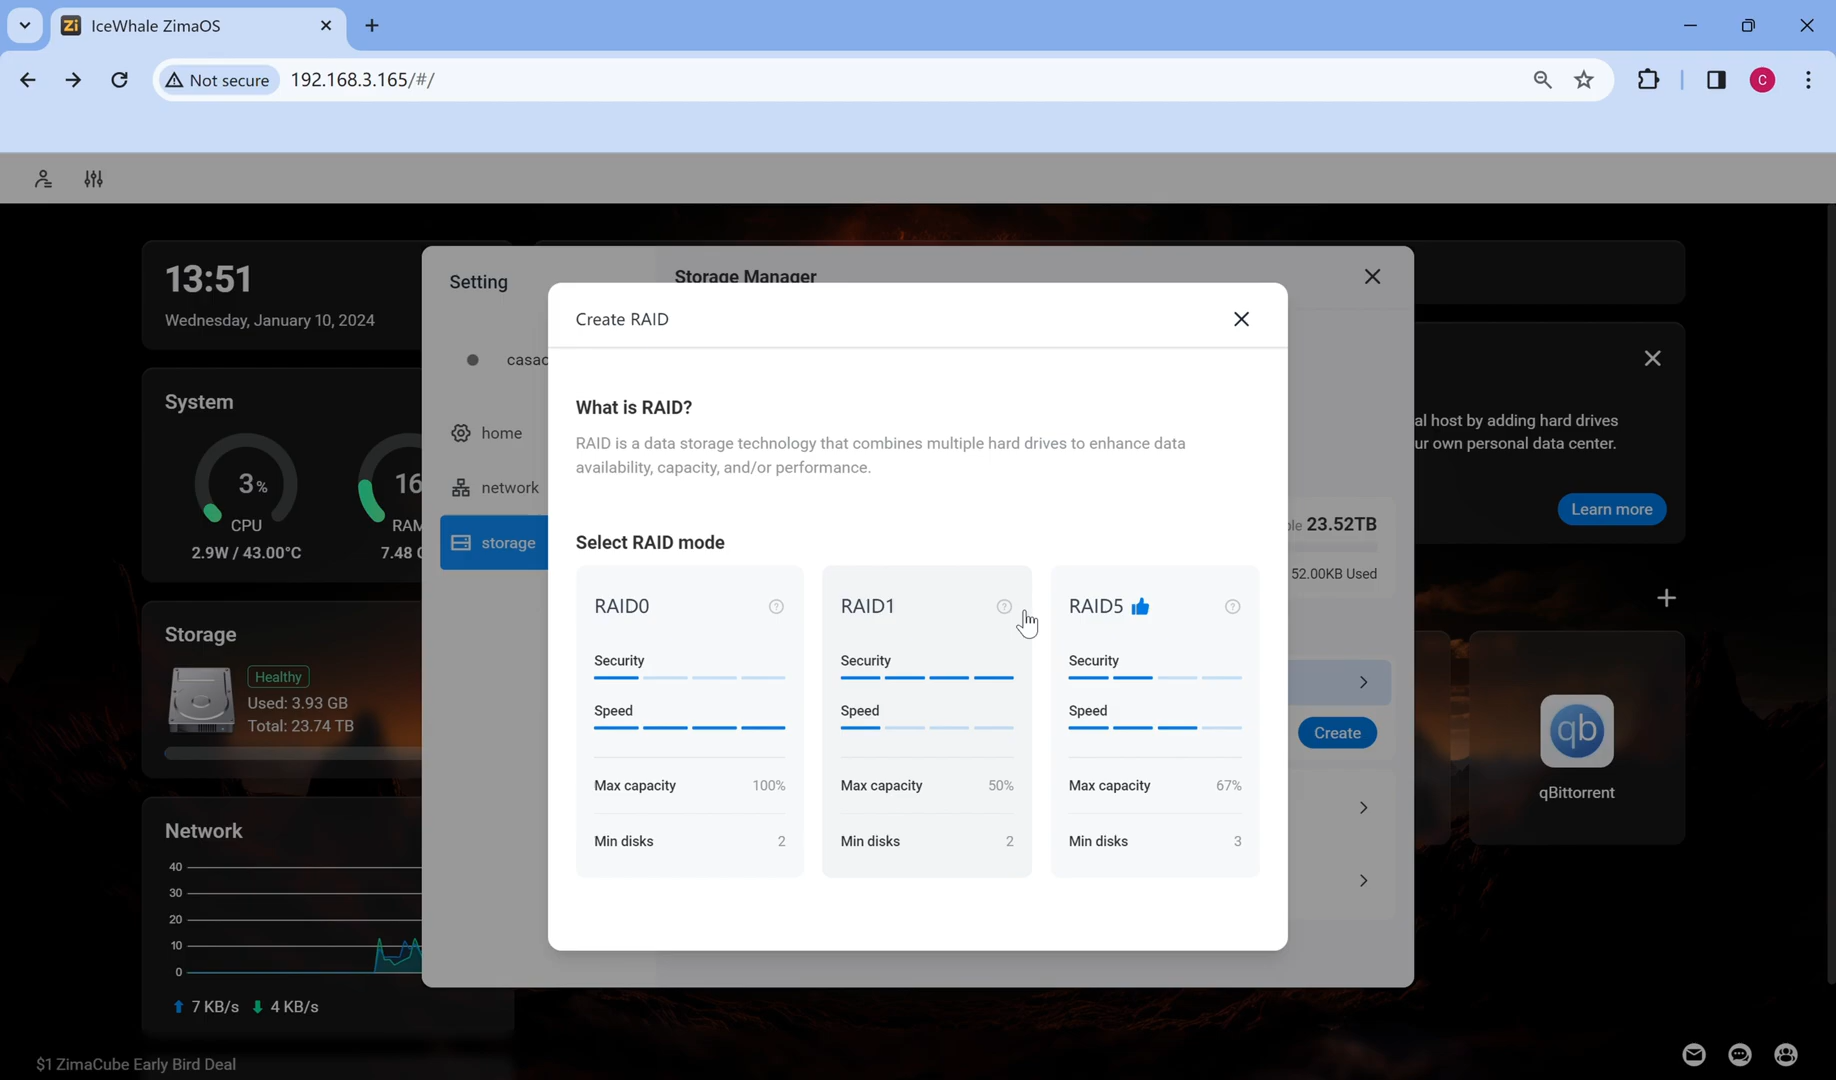 IceWhale ZimaOS
Not secure 192.168.3.165/#/
C
13:51
Wednesday, January 10, 2024
System
3%
CPU
2.9W / 43.00°C
16
RAM
7.48
Storage
Healthy
Used: 3.93 GB
Total: 23.74 TB
Network
40
30
20
10
0
7 KB/s 4 KB/s
$1 ZimaCube Early Bird Deal
Setting
home
network
storage
Storage Manager
Create RAID
What is RAID?
RAID is a data storage technology that combines multiple hard drives to enhance data
availability, capacity, and/or performance.
Select RAID mode
RAID0
Security
Speed
Max capacity 100%
Min disks 2
RAID1
Security
Speed
Max capacity 50%
Min disks 2
RAID5
Security
Speed
Max capacity 67%
Min disks 3
23.52TB
52.00KB Used
Create
al host by adding hard drives
ur own personal data center.
Learn more
qb
qBittorrent